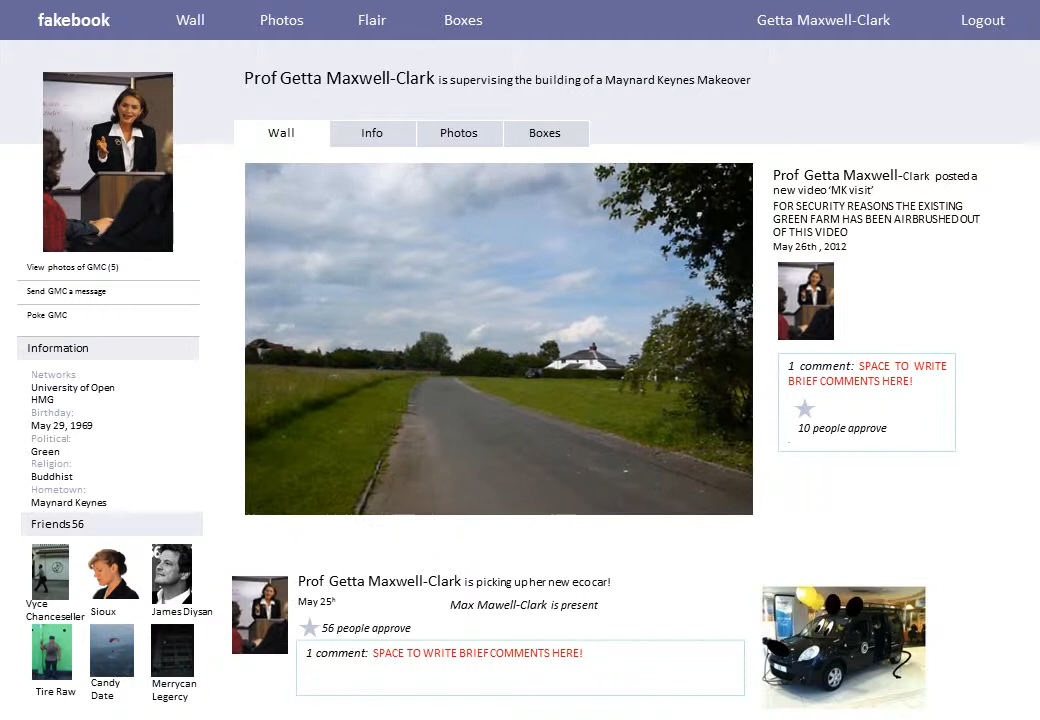 fakebook Wall Photos Flair Boxes Getta Maxwell-Clark Logout
Prof Getta Maxwell-Clark is supervising the building of a Maynard Keynes Makeover
Wall Info Photos Boxes
Prof Getta Maxwell-Clark posted a
new video 'MK visit'
FOR SECURITY REASONS THE EXISTING
GREEN FARM HAS BEEN AIRBRUSHED OUT
OF THIS VIDEO
May 26th , 2012
1 comment: SPACE TO WRITE
BRIEF COMMENTS HERE!
10 people approve
.
View photos of GMC (5)
Send GMC a message
Poke GMC
Information
Networks:
University of Open
HMG
Birthday:
May 29, 1969
Political:
Green
Religion:
Buddhist
Hometown:
Maynard Keynes
Friends 56
Vyce
Chanceseller
Sioux
James Diysan
Tire Raw
Candy
Date
Merrycan
Legercy
Prof Getta Maxwell-Clark is picking up her new eco car!
May 25h
Max Mawell-Clark is present
56 people approve
1 comment: SPACE TO WRITE BRIEF COMMENTS HERE!